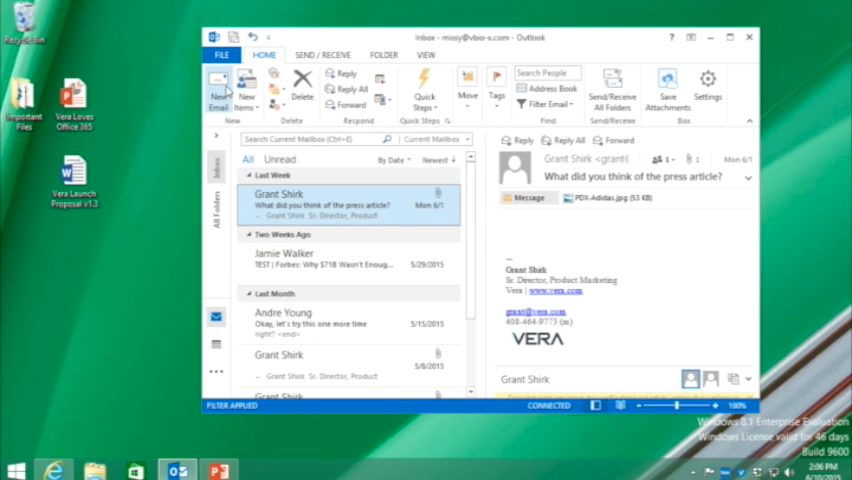 Recycle Bin
Important Files
Vera Loves Office 365
Vera Launch Proposal v1.3
Inbox - missy@vbio-x.com - Outlook
FILE HOME SEND / RECEIVE FOLDER VIEW
New Email
New Items
Delete
Reply
Reply All
Forward
Quick Steps
Move
Tags
Search People
Address Book
Filter Email
Send/Receive All Folders
Save Attachments
Settings
New Delete Respond Quick Steps Find Send/Receive Box
Search Current Mailbox (Ctrl+E) Current Mailbox
All Unread By Date Newest
Inbox
All Folders
Last Week
Grant Shirk
What did you think of the press article? Mon 6/1
-- Grant Shirk Sr. Director, Product
Two Weeks Ago
Jamie Walker
TEST | Forbes: Why $71B Wasn't Enoug... 5/29/2015
Last Month
Andre Young
Okay, let's try this one more time 5/15/2015
right? <end>
Grant Shirk
5/8/2015
-- Grant Shirk Sr. Director, Product
Grant Shirk
Reply Reply All Forward
Grant Shirk <grant( 1 1 Mon 6/1
What did you think of the press article?
Message PDX-Adidas.jpg (53 KB)
--
Grant Shirk
Sr. Director, Product Marketing
Vera | www.vera.com
grant@vera.com
408-464-9773 (m)
VERA
Grant Shirk
FILTER APPLIED CONNECTED 100%
Windows 8.1 Enterprise Evaluation
Windows License valid for 46 days
Build 9600
2:06 PM
6/10/2015